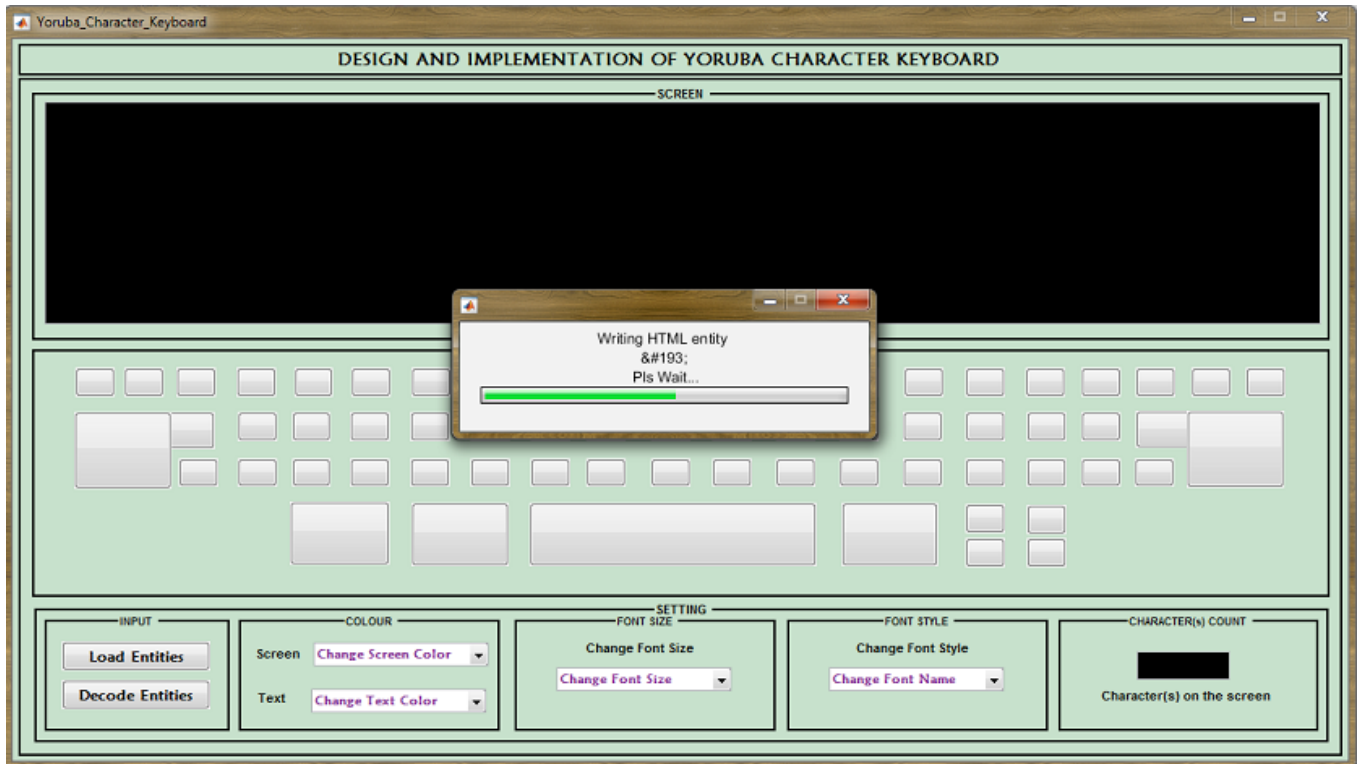 Yoruba_Character_Keyboard
DESIGN AND IMPLEMENTATION OF YORUBA CHARACTER KEYBOARD
SCREEN
Writing HTML entity
&#193;
Pls Wait...
SETTING
INPUT
Load Entities
Decode Entities
COLOUR
Screen Change Screen Color
Text Change Text Color
FONT SIZE
Change Font Size
Change Font Size
FONT STYLE
Change Font Style
Change Font Name
CHARACTER(s) COUNT
Character(s) on the screen